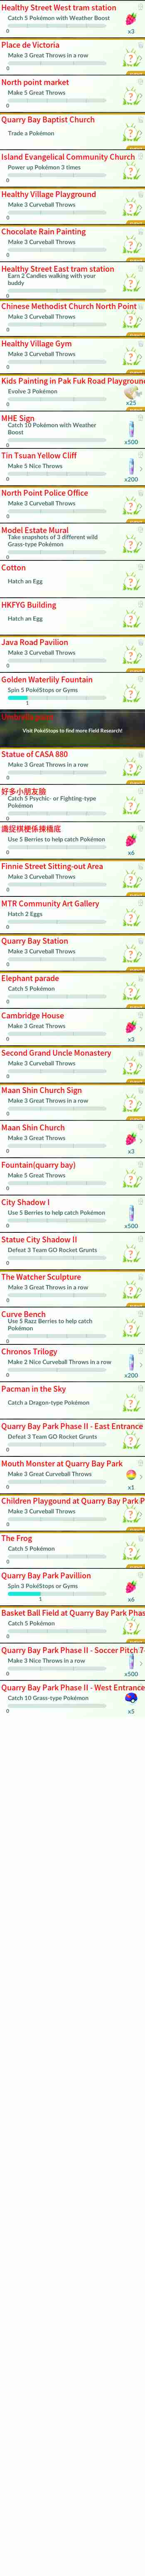 Healthy Street West tram station
Catch 5 Pokémon with Weather Boost
0
x3
Place de Victoria
Make 3 Great Throws in a row
0
North point market
Make 5 Great Throws
0
Quarry Bay Baptist Church
Trade a Pokémon
Island Evangelical Community Church
Power up Pokémon 3 times
0
Healthy Village Playground
Make 3 Curveball Throws
0
Chocolate Rain Painting
Make 3 Curveball Throws
0
Healthy Street East tram station
Earn 2 Candies walking with your
buddy
0
Chinese Methodist Church North Point
Make 3 Curveball Throws
0
Healthy Village Gym
Make 3 Curveball Throws
0
Kids Painting in Pak Fuk Road Playground
Evolve 3 Pokémon
0
x25
MHE Sign
Catch 10 Pokémon with Weather
Boost
0
x500
Tin Tsuan Yellow Cliff
Make 5 Nice Throws
0
x200
North Point Police Office
Make 3 Curveball Throws
0
Model Estate Mural
Take snapshots of 3 different wild
Grass-type Pokémon
0
Cotton
Hatch an Egg
HKFYG Building
Hatch an Egg
Java Road Pavilion
Make 3 Curveball Throws
0
Golden Waterlily Fountain
Spin 5 PokéStops or Gyms
1
Visit PokéStops to find more Field Research!
Statue of CASA 880
Make 3 Great Throws in a row
0
好多小朋友臉
Catch 5 Psychic- or Fighting-type
Pokémon
0
識捉棋梗係揀橋底
Use 5 Berries to help catch Pokémon
0
x6
Finnie Street Sitting-out Area
Make 3 Curveball Throws
0
MTR Community Art Gallery
Hatch 2 Eggs
0
Quarry Bay Station
Make 3 Curveball Throws
0
Elephant parade
Catch 5 Pokémon
0
Cambridge House
Make 3 Great Throws
0
x3
Second Grand Uncle Monastery
Make 3 Curveball Throws
0
Maan Shin Church Sign
Make 3 Great Throws in a row
0
Maan Shin Church
Make 3 Great Throws
0
x3
Fountain(quarry bay)
Make 5 Great Throws
0
City Shadow I
Use 5 Berries to help catch Pokémon
0
x500
Statue City Shadow II
Defeat 3 Team GO Rocket Grunts
0
The Watcher Sculpture
Make 3 Great Throws in a row
0
Curve Bench
Use 5 Razz Berries to help catch
Pokémon
0
Chronos Trilogy
Make 2 Nice Curveball Throws in a row
0
x200
Pacman in the Sky
Catch a Dragon-type Pokémon
Quarry Bay Park Phase II - East Entrance
Defeat 3 Team GO Rocket Grunts
0
Mouth Monster at Quarry Bay Park
Make 3 Great Curveball Throws
0
x1
Children Playgound at Quarry Bay Park P
Make 3 Curveball Throws
0
The Frog
Catch 5 Pokémon
0
Quarry Bay Park Pavillion
Spin 3 PokéStops or Gyms
1
x6
Basket Ball Field at Quarry Bay Park Phas
Catch 5 Pokémon
0
Quarry Bay Park Phase II - Soccer Pitch 7-
Make 3 Nice Throws in a row
0
x500
Quarry Bay Park Phase II - West Entrance
Catch 10 Grass-type Pokémon
0
x5